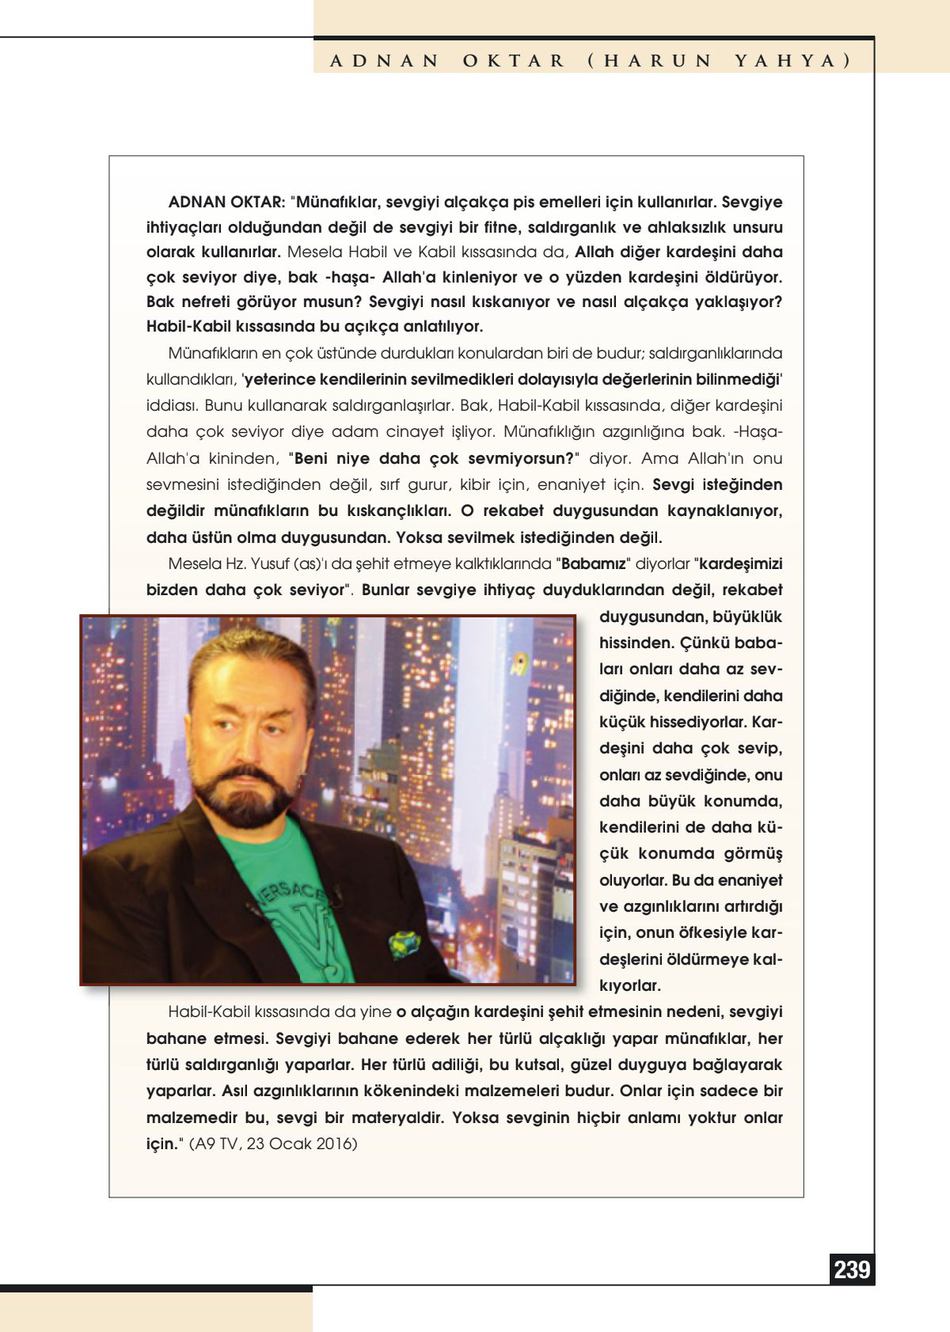 ADNAN OKTAR (HARUN YAHYA)
ADNAN OKTAR: "Münafıklar, sevgiyi alçakça pis emelleri için kullanırlar. Sevgiye
ihtiyaçları olduğundan değil de sevgiyi bir fitne, saldırganlık ve ahlaksızlık unsuru
olarak kullanırlar. Mesela Habil ve Kabil kıssasında da, Allah diğer kardeşini daha
çok seviyor diye, bak -haşa- Allah'a kinleniyor ve o yüzden kardeşini öldürüyor.
Bak nefreti görüyor musun? Sevgiyi nasıl kıskanıyor ve nasıl alçakça yaklaşıyor?
Habil-Kabil kıssasında bu açıkça anlatılıyor.
Münafıkların en çok üstünde durdukları konulardan biri de budur; saldırganlıklarında
kullandıkları, 'yeterince kendilerinin sevilmedikleri dolayısıyla değerlerinin bilinmediği'
iddiası. Bunu kullanarak saldırganlaşırlar. Bak, Habil-Kabil kıssasında, diğer kardeşini
daha çok seviyor diye adam cinayet işliyor. Münafıklığın azgınlığına bak. -Haşa-
Allah'a kininden, "Beni niye daha çok sevmiyorsun?" diyor. Ama Allah'ın onu
sevmesini istediğinden değil, sırf gurur, kibir için, enaniyet için. Sevgi isteğinden
değildir münafıkların bu kıskançlıkları. O rekabet duygusundan kaynaklanıyor,
daha üstün olma duygusundan. Yoksa sevilmek istediğinden değil.
Mesela Hz. Yusuf (as)'ı da şehit etmeye kalktıklarında "Babamız" diyorlar "kardeşimizi
bizden daha çok seviyor". Bunlar sevgiye ihtiyaç duyduklarından değil, rekabet
duygusundan, büyüklük
hissinden. Çünkü baba-
ları onları daha az sev-
diğinde, kendilerini daha
küçük hissediyorlar. Kar-
deşini daha çok sevip,
onları az sevdiğinde, onu
daha büyük konumda,
kendilerini de daha kü-
çük konumda görmüş
oluyorlar. Bu da enaniyet
ve azgınlıklarını artırdığı
için, onun öfkesiyle kar-
deşlerini öldürmeye kal-
kıyorlar.
VERSACE
Habil-Kabil kıssasında da yine o alçağın kardeşini şehit etmesinin nedeni, sevgiyi
bahane etmesi. Sevgiyi bahane ederek her türlü alçaklığı yapar münafıklar, her
türlü saldırganlığı yaparlar. Her türlü adiliği, bu kutsal, güzel duyguya bağlayarak
yaparlar. Asıl azgınlıklarının kökenindeki malzemeleri budur. Onlar için sadece bir
malzemedir bu, sevgi bir materyaldir. Yoksa sevginin hiçbir anlamı yoktur onlar
için." (A9 TV, 23 Ocak 2016)
239